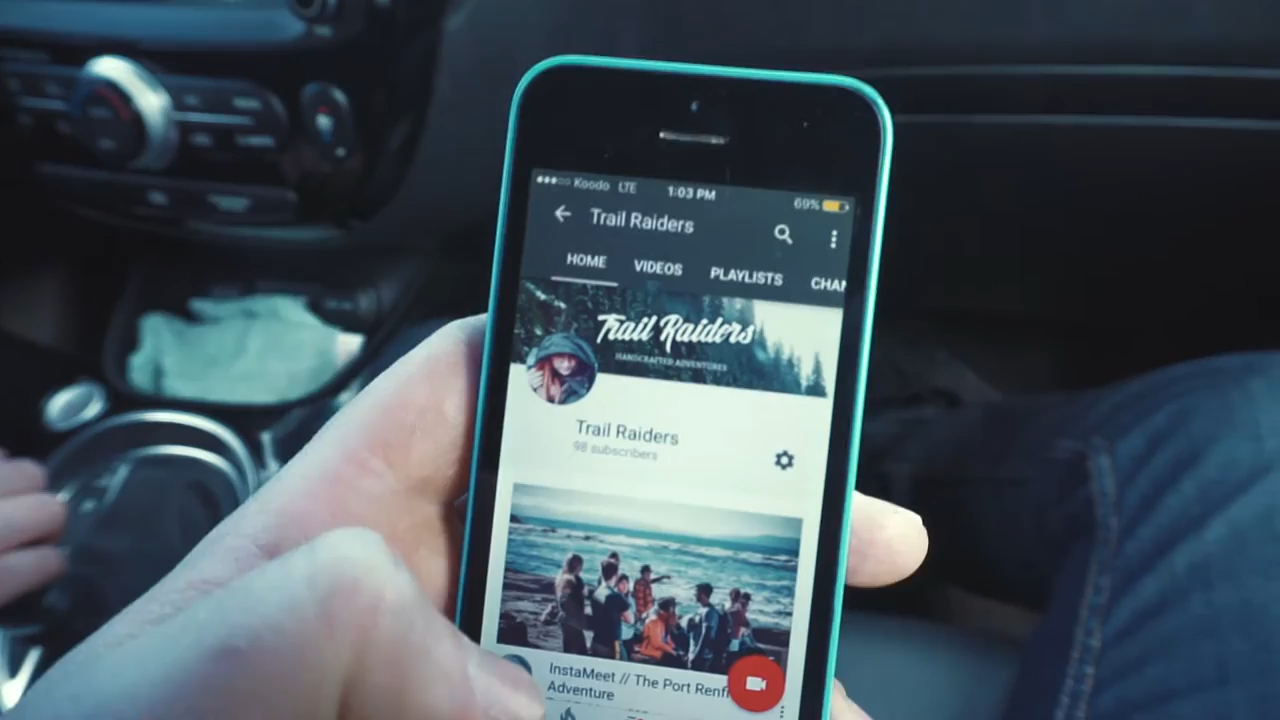 Koodo LTE 1:03 PM 69%
Trail Raiders
HOME VIDEOS PLAYLISTS CHAN
Trail Raiders
HANDCRAFTED ADVENTURES
Trail Raiders
98 subscribers
InstaMeet // The Port Renf
Adventure